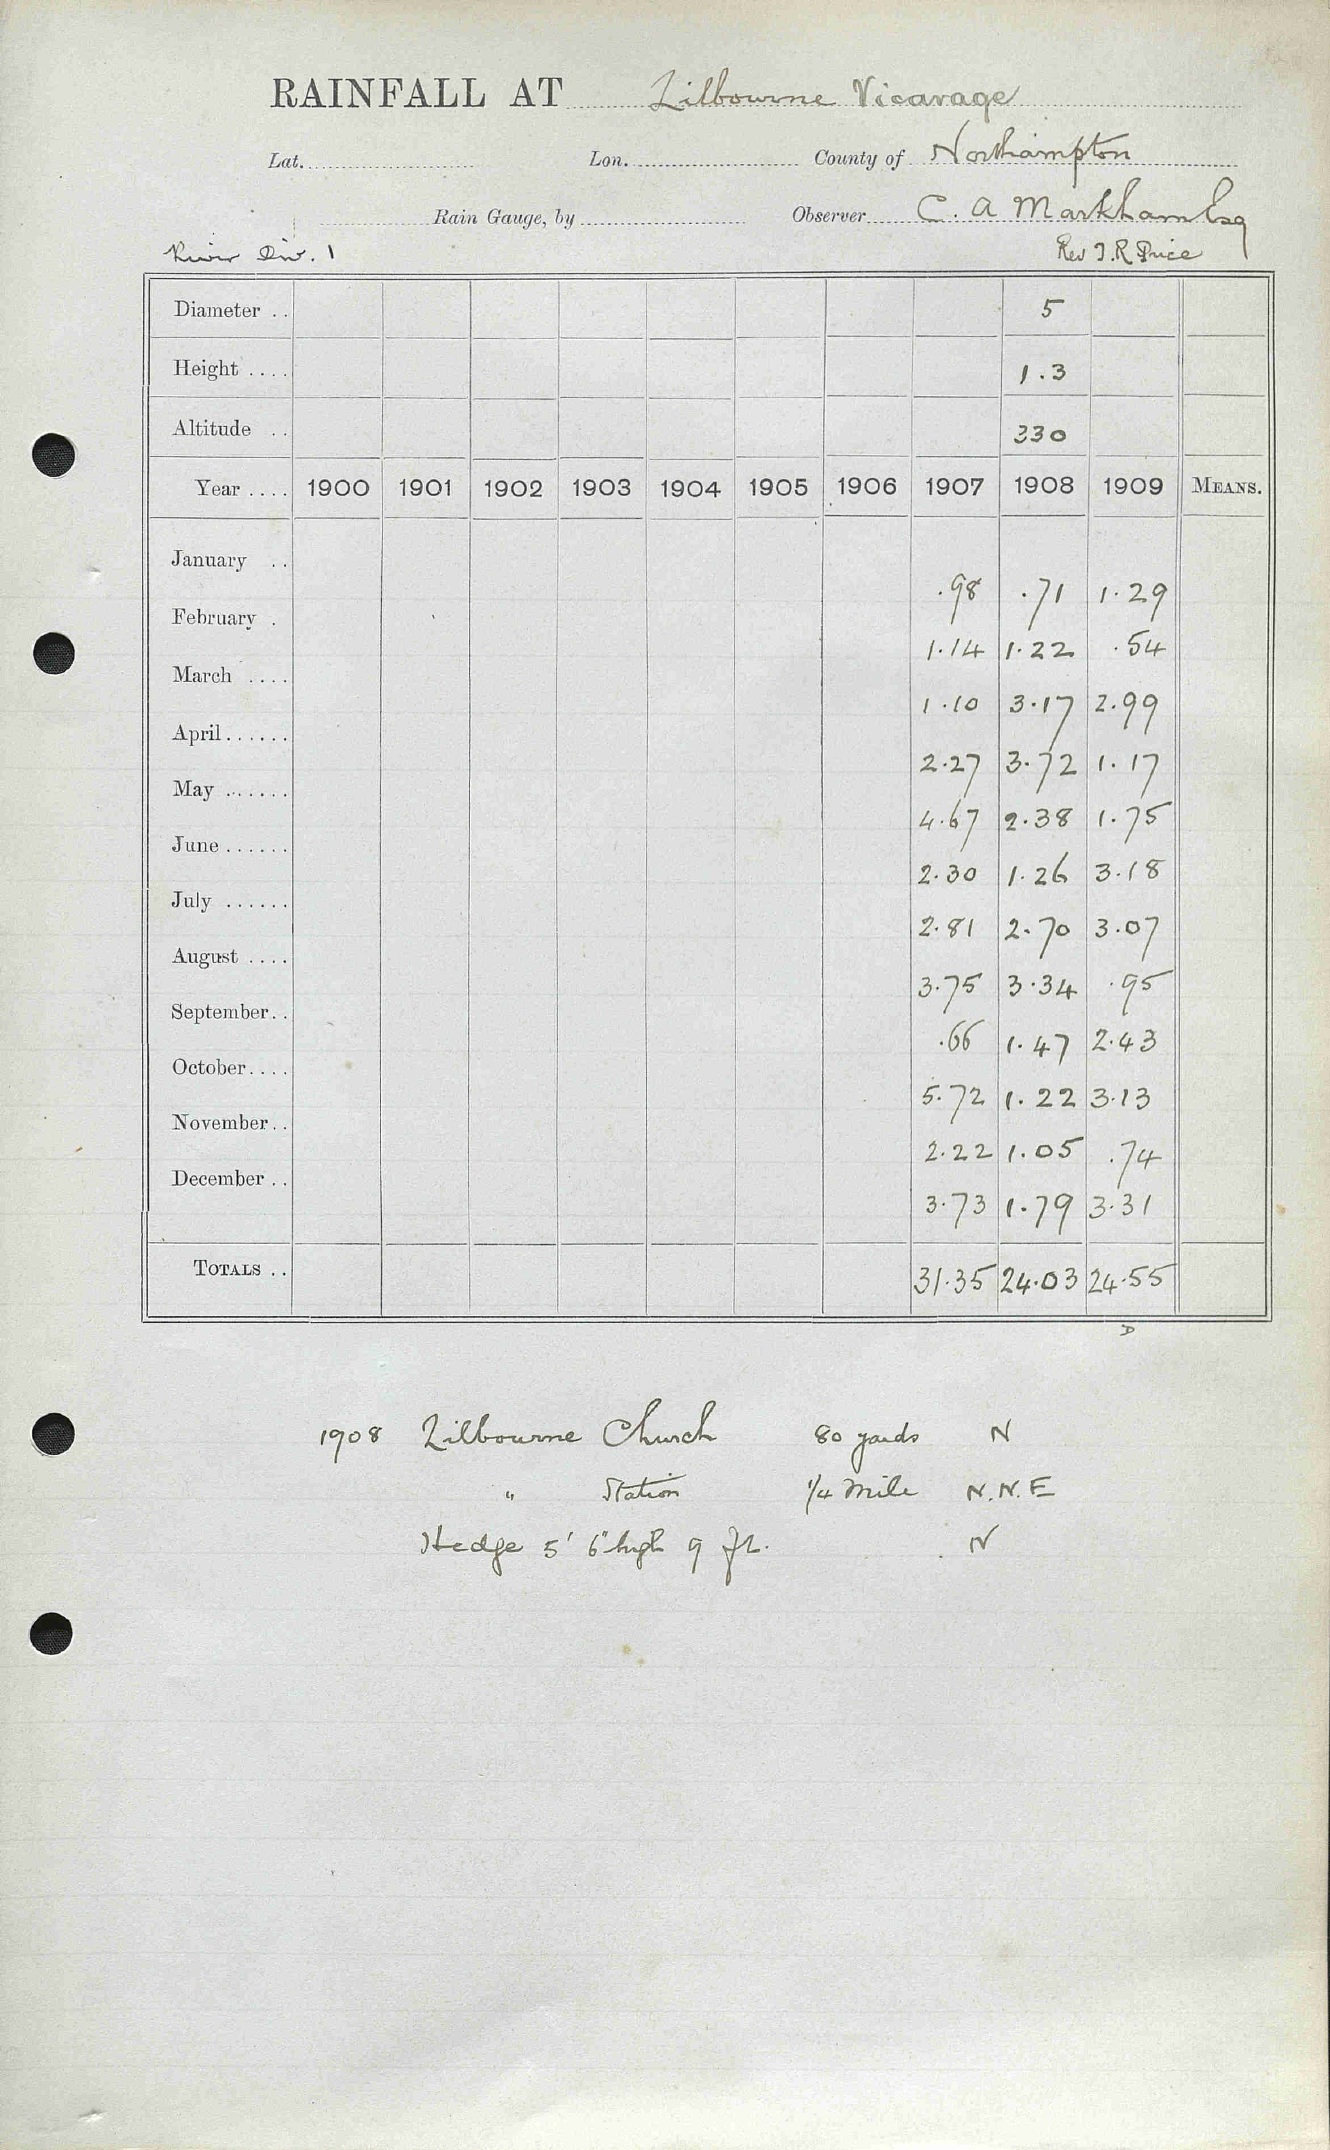 RAINFALL AT Lilbourne Vicarage
Lat. Lon. County of Northampton
Rain Gauge, by Observer C. A Markham Esq
River Div. 1 Rev T. R. Price
Diameter . . 5
Height . . . . 1.3
Altitude . . 330
Year . . . . 1900 1901 1902 1903 1904 1905 1906 1907 1908 1909 MEANS.
January . . .98 .71 1.29
February . 1.14 1.22 .54
March . . . . 1.10 3.17 2.99
April . . . . . . 2.27 3.72 1.17
May . . . . . . 4.67 2.38 1.75
June . . . . . . 2.30 1.26 3.18
July . . . . . . 2.81 2.70 3.07
August . . . . 3.75 3.34 .95
September . . .66 1.47 2.43
October . . . . 5.72 1.22 3.13
November . . 2.22 1.05 .74
December . . 3.73 1.79 3.31
TOTALS . . 31.35 24.03 24.55
D
1908 Lilbourne Church 80 yards N
" Station 1/4 Mile N.N.E
Hedge 5' 6" high 9 ft. N